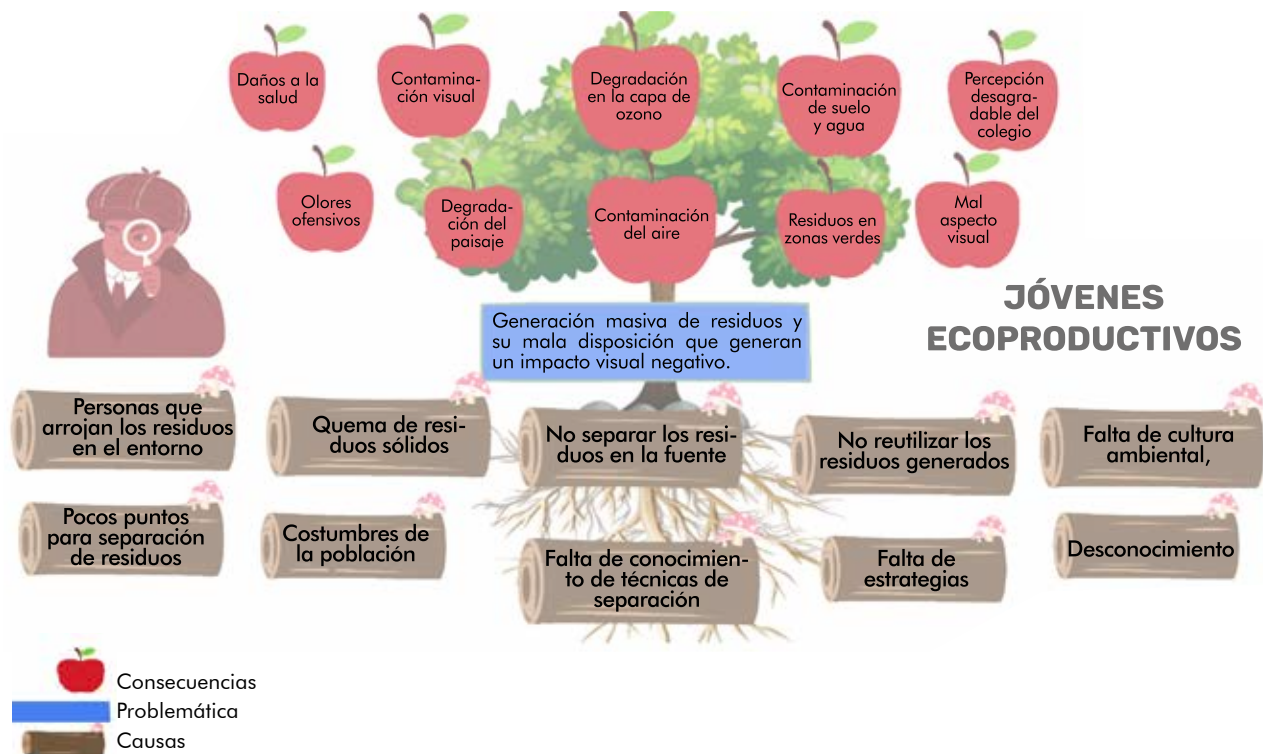 Daños a la
salud
Contamina-
ción visual
Degradación
en la capa de
ozono
Contaminación
de suelo
y agua
Percepción
desagra-
dable del
colegio
Olores
ofensivos
Degrada-
ción del
paisaje
Contaminación
del aire
Residuos en
zonas verdes
Mal
aspecto
visual
JÓVENES
ECOPRODUCTIVOS
Generación masiva de residuos y
su mala disposición que generan
un impacto visual negativo.
Personas que
arrojan los residuos
en el entorno
Quema de resi-
duos sólidos
No separar los resi-
duos en la fuente
No reutilizar los
residuos generados
Falta de cultura
ambiental,
Pocos puntos
para separación
de residuos
Costumbres de
la población
Falta de conocimien-
to de técnicas de
separación
Falta de
estrategias
Desconocimiento
Consecuencias
Problemática
Causas